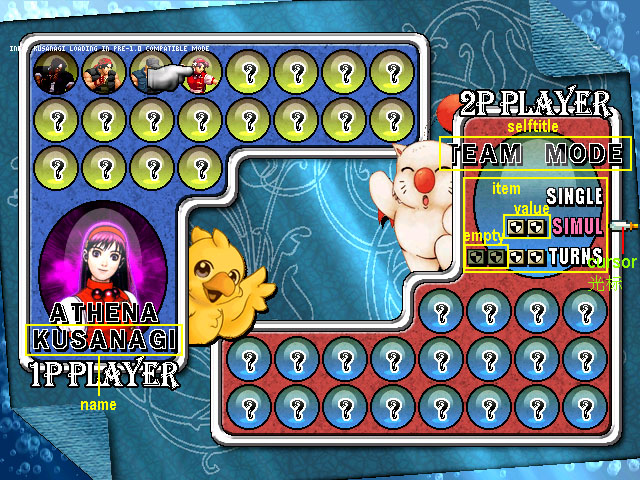 INFO: KUSANAGI LOADING IN PRE-1.0 COMPATIBLE MODE
? ? ? ? ?
? ? ? ? ? ? ? ?
? ? ? ?
2P PLAYER
selftitle
TEAM MODE
item
SINGLE
value
SIMUL
empty
TURNS
cursor
光标
ATHENA
KUSANAGI
1P PLAYER
name
? ? ? ?
? ? ? ? ? ? ? ?
? ? ? ? ? ? ? ?